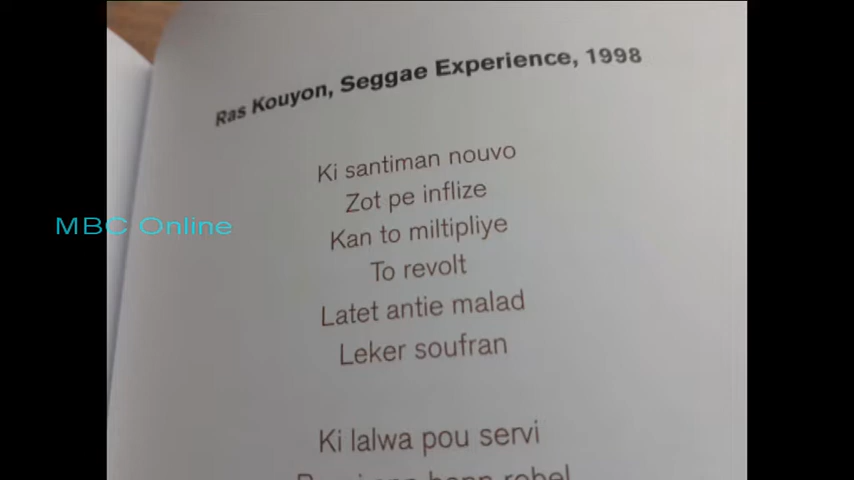 Ras Kouyon, Seggae Experience, 1998
Ki santiman nouvo
Zot pe inflize
Kan to miltipliye
To revolt
Latet antie malad
Leker soufran
Ki lalwa pou servi
rebel
MBC Online